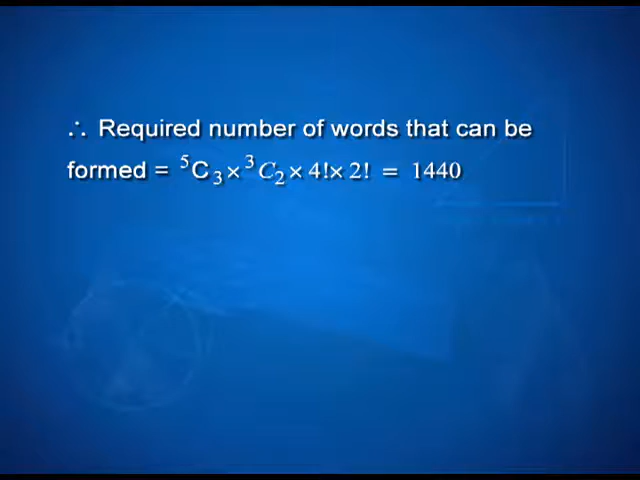 ∴ Required number of words that can be
formed = ⁵C₃ × ³C₂ × 4! × 2! = 1440